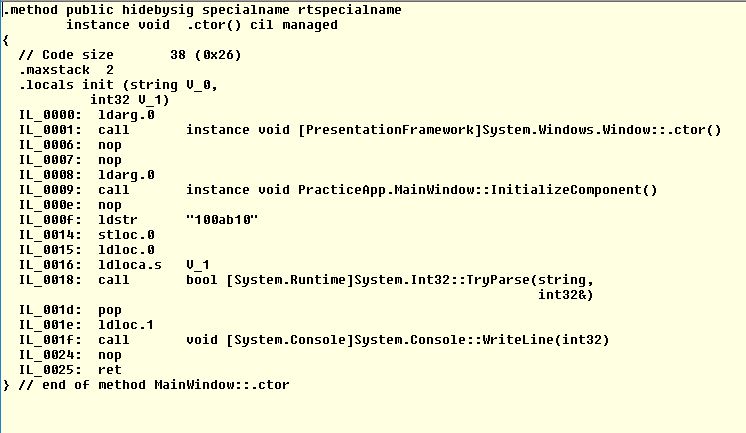 .method public hidebysig specialname rtspecialname
        instance void  .ctor() cil managed
{
  // Code size       38 (0x26)
  .maxstack  2
  .locals init (string V_0,
           int32 V_1)
  IL_0000:  ldarg.0
  IL_0001:  call       instance void [PresentationFramework]System.Windows.Window::.ctor()
  IL_0006:  nop
  IL_0007:  nop
  IL_0008:  ldarg.0
  IL_0009:  call       instance void PracticeApp.MainWindow::InitializeComponent()
  IL_000e:  nop
  IL_000f:  ldstr      "100ab10"
  IL_0014:  stloc.0
  IL_0015:  ldloc.0
  IL_0016:  ldloca.s   V_1
  IL_0018:  call       bool [System.Runtime]System.Int32::TryParse(string,
                                                                 int32&)
  IL_001d:  pop
  IL_001e:  ldloc.1
  IL_001f:  call       void [System.Console]System.Console::WriteLine(int32)
  IL_0024:  nop
  IL_0025:  ret
} // end of method MainWindow::.ctor